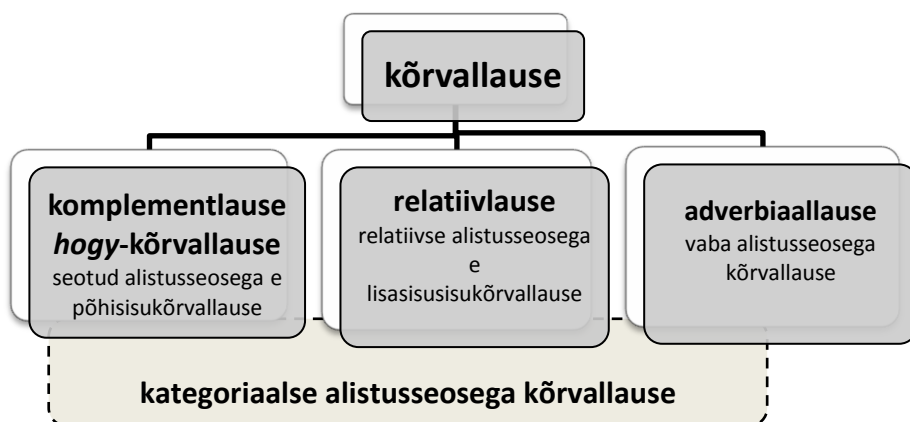 kõrvallause
komplementlause
hogy-kõrvallause
seotud alistusseosega e
põhisisukõrvallause
relatiivlause
relatiivse alistusseosega
e
lisasisusisukõrvallause
adverbiaallause
vaba alistusseosega
kõrvallause
kategoriaalse alistusseosega kõrvallause